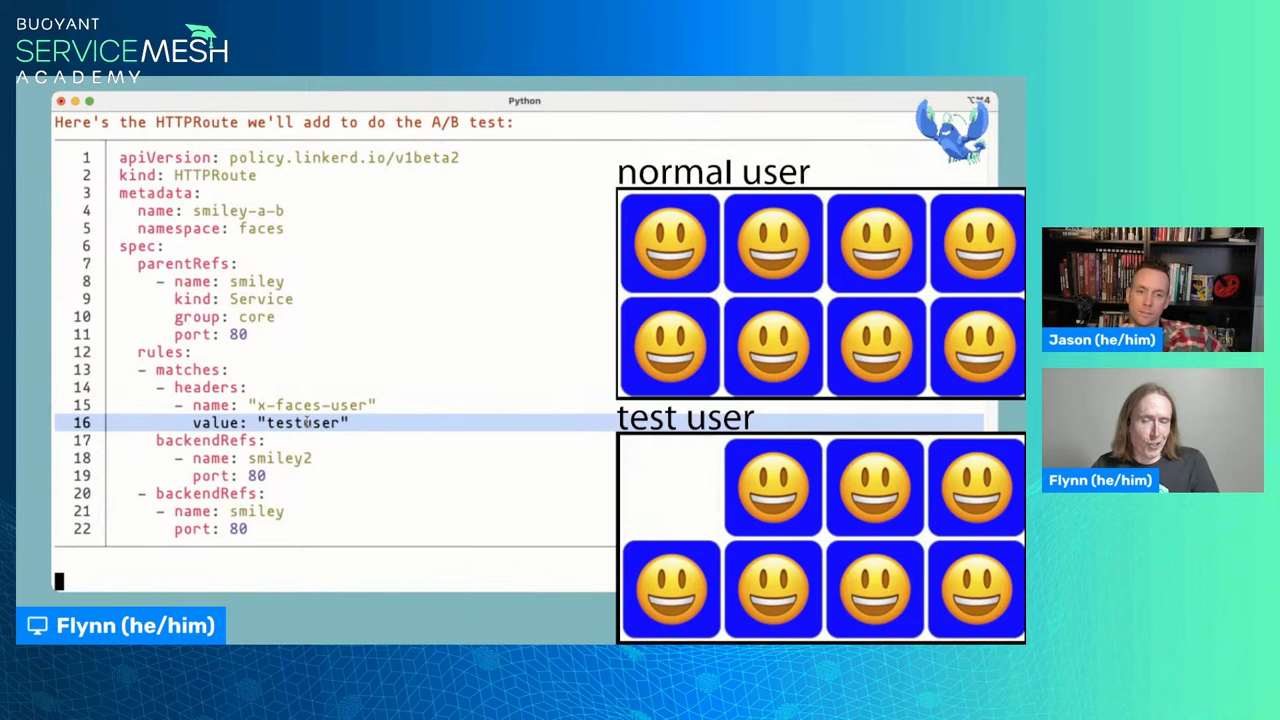 BUOYANT
SERVICEMESH
ACADEMY
Python
⌥⌘4
Here's the HTTPRoute we'll add to do the A/B test:
1 apiVersion: policy.linkerd.io/v1beta2
2 kind: HTTPRoute
3 metadata:
4 name: smiley-a-b
5 namespace: faces
6 spec:
7 parentRefs:
8 - name: smiley
9 kind: Service
10 group: core
11 port: 80
12 rules:
13 - matches:
14 - headers:
15 - name: "x-faces-user"
16 value: "testuser"
17 backendRefs:
18 - name: smiley2
19 port: 80
20 - backendRefs:
21 - name: smiley
22 port: 80
normal user
test user
Jason (he/him)
Flynn (he/him)
Flynn (he/him)